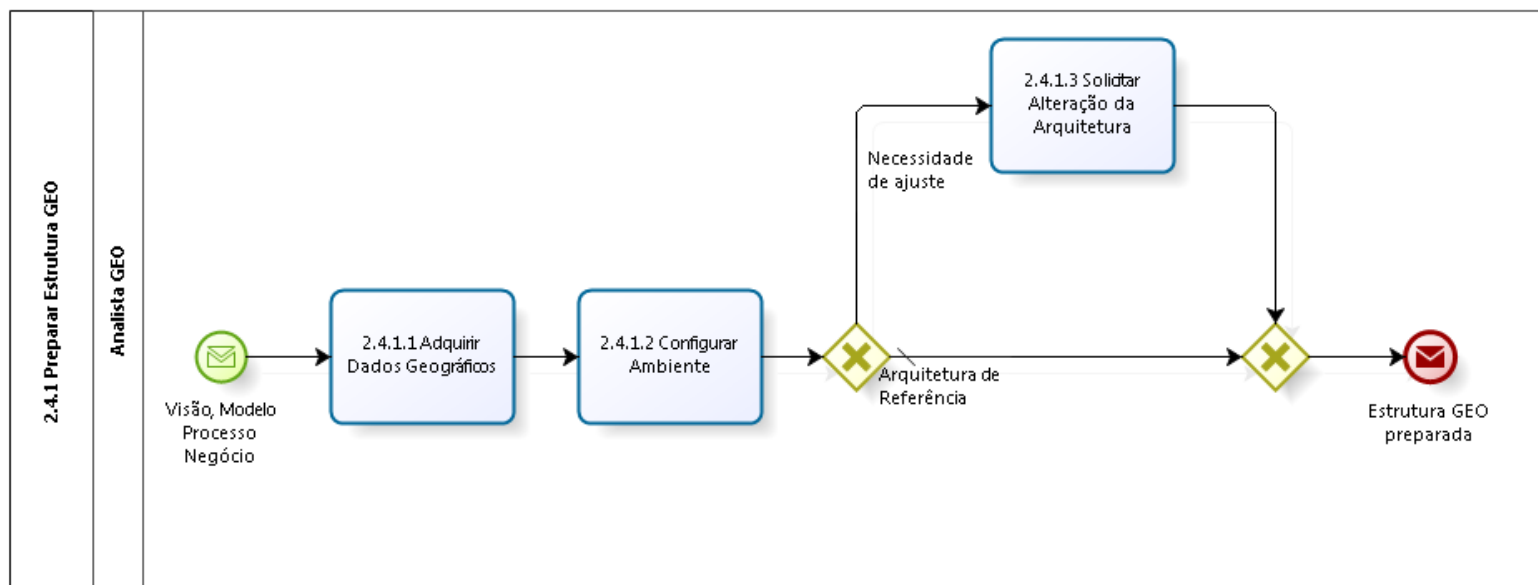 2.4.1 Preparar Estrutura GEO
Analista GEO
Visão, Modelo
Processo
Negócio
2.4.1.1 Adquirir
Dados Geográficos
2.4.1.2 Configurar
Ambiente
Necessidade
de ajuste
Arquitetura de
Referência
2.4.1.3 Solicitar
Alteração da
Arquitetura
Estrutura GEO
preparada